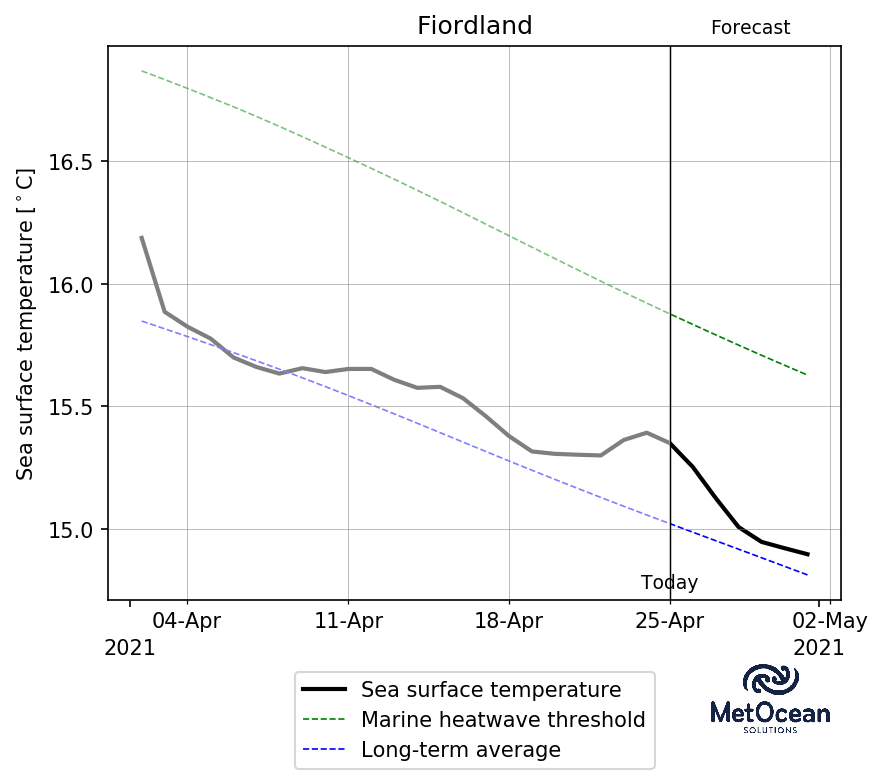 Fiordland
Forecast
Sea surface temperature [°C]
16.5
16.0
15.5
15.0
Today
04-Apr 11-Apr 18-Apr 25-Apr 02-May
2021 2021
Sea surface temperature
Marine heatwave threshold
Long-term average
MetOcean
SOLUTIONS